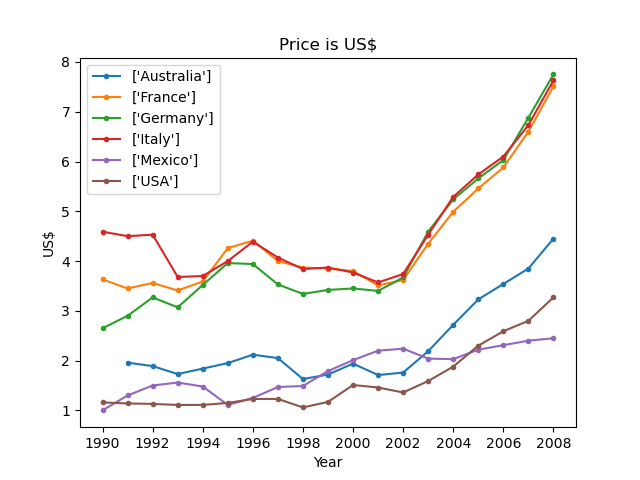 Price is US$
8
7
6
5
4
3
2
1
US$
['Australia']
['France']
['Germany']
['Italy']
['Mexico']
['USA']
1990 1992 1994 1996 1998 2000 2002 2004 2006 2008
Year